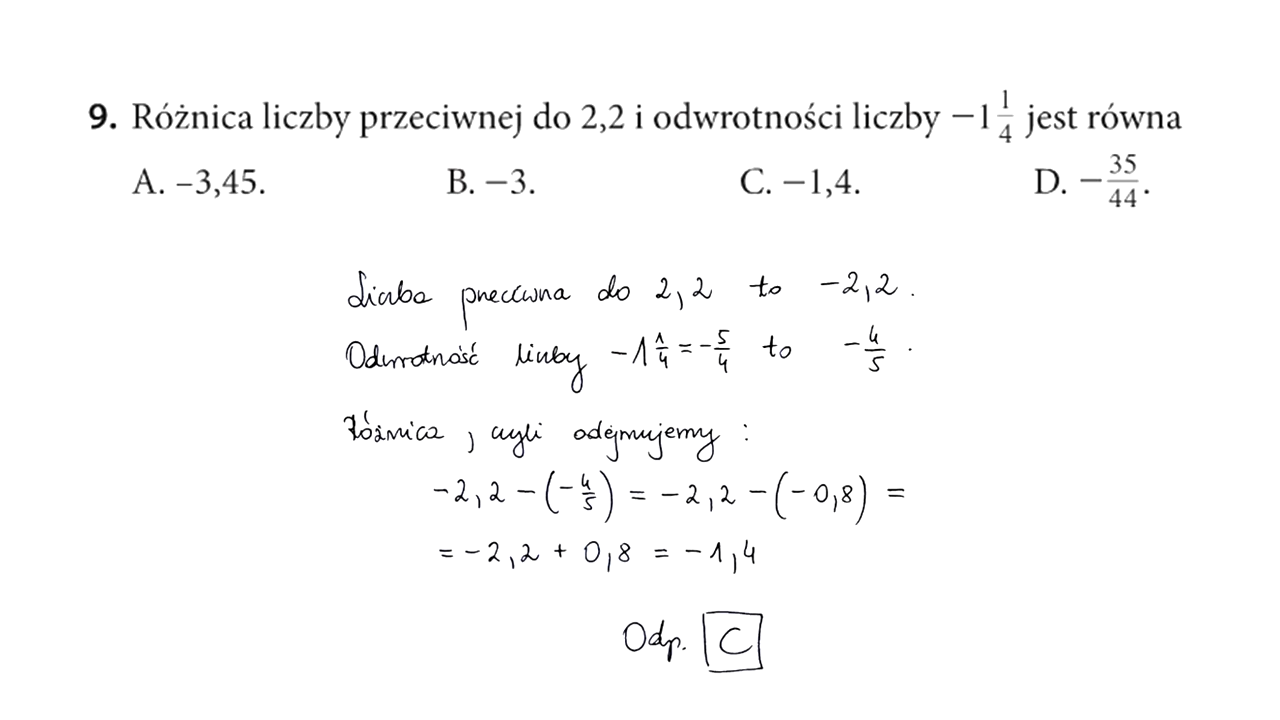 9. Różnica liczby przeciwnej do 2,2 i odwrotności liczby −1 1/4 jest równa
A. –3,45. B. −3. C. −1,4. D. −35/44.
Liczba przeciwna do 2,2 to −2,2.
Odwrotność liczby −1 1/4 = −5/4 to −4/5.
Różnica, czyli odejmujemy:
−2,2 − (−4/5) = −2,2 − (−0,8) =
= −2,2 + 0,8 = −1,4
Odp. C